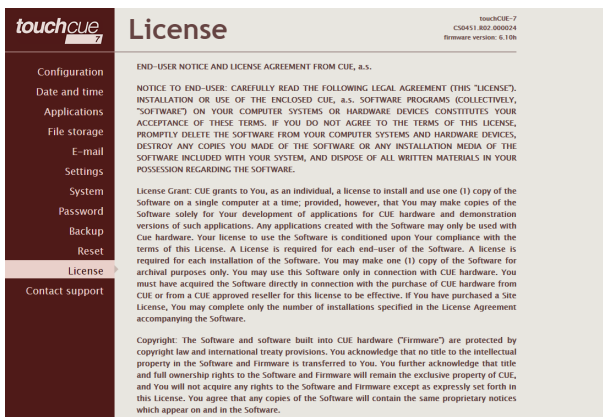 touchcue
7
License
touchCUE-7
CS0451.R02.000024
firmware version: 6.10h
Configuration
Date and time
Applications
File storage
E-mail
Settings
System
Password
Backup
Reset
License
Contact support
END-USER NOTICE AND LICENSE AGREEMENT FROM CUE, a.s.
NOTICE TO END-USER: CAREFULLY READ THE FOLLOWING LEGAL AGREEMENT (THIS "LICENSE").
INSTALLATION OR USE OF THE ENCLOSED CUE, a.s. SOFTWARE PROGRAMS (COLLECTIVELY,
"SOFTWARE") ON YOUR COMPUTER SYSTEMS OR HARDWARE DEVICES CONSTITUTES YOUR
ACCEPTANCE OF THESE TERMS. IF YOU DO NOT AGREE TO THE TERMS OF THIS LICENSE,
PROMPTLY DELETE THE SOFTWARE FROM YOUR COMPUTER SYSTEMS AND HARDWARE DEVICES,
DESTROY ANY COPIES YOU MADE OF THE SOFTWARE OR ANY INSTALLATION MEDIA OF THE
SOFTWARE INCLUDED WITH YOUR SYSTEM, AND DISPOSE OF ALL WRITTEN MATERIALS IN YOUR
POSSESSION REGARDING THE SOFTWARE.
License Grant: CUE grants to You, as an individual, a license to install and use one (1) copy of the
Software on a single computer at a time; provided, however, that You may make copies of the
Software solely for Your development of applications for CUE hardware and demonstration
versions of such applications. Any applications created with the Software may only be used with
Cue hardware. Your license to use the Software is conditioned upon Your compliance with the
terms of this License. A License is required for each end-user of the Software. A license is
required for each installation of the Software. You may make one (1) copy of the Software for
archival purposes only. You may use this Software only in connection with CUE hardware. You
must have acquired the Software directly in connection with the purchase of CUE hardware from
CUE or from a CUE approved reseller for this license to be effective. If You have purchased a Site
License, You may complete only the number of installations specified in the License Agreement
accompanying the Software.
Copyright: The Software and software built into CUE hardware ("Firmware") are protected by
copyright law and international treaty provisions. You acknowledge that no title to the intellectual
property in the Software and Firmware is transferred to You. You further acknowledge that title
and full ownership rights to the Software and Firmware will remain the exclusive property of CUE,
and You will not acquire any rights to the Software and Firmware except as expressly set forth in
this License. You agree that any copies of the Software will contain the same proprietary notices
which appear on and in the Software.